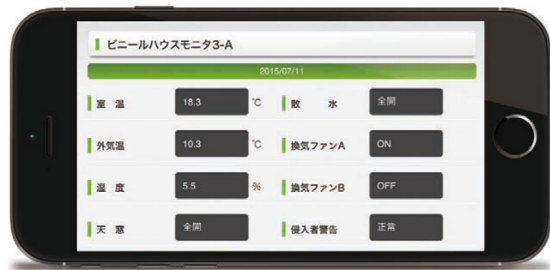 ビニールハウスモニタ3-A
2015/07/11
室 温 18.3 ℃ 散 水 全開
外気温 10.3 ℃ 換気ファンA ON
湿 度 5.5 % 換気ファンB OFF
天 窓 全開 侵入者警告 正常